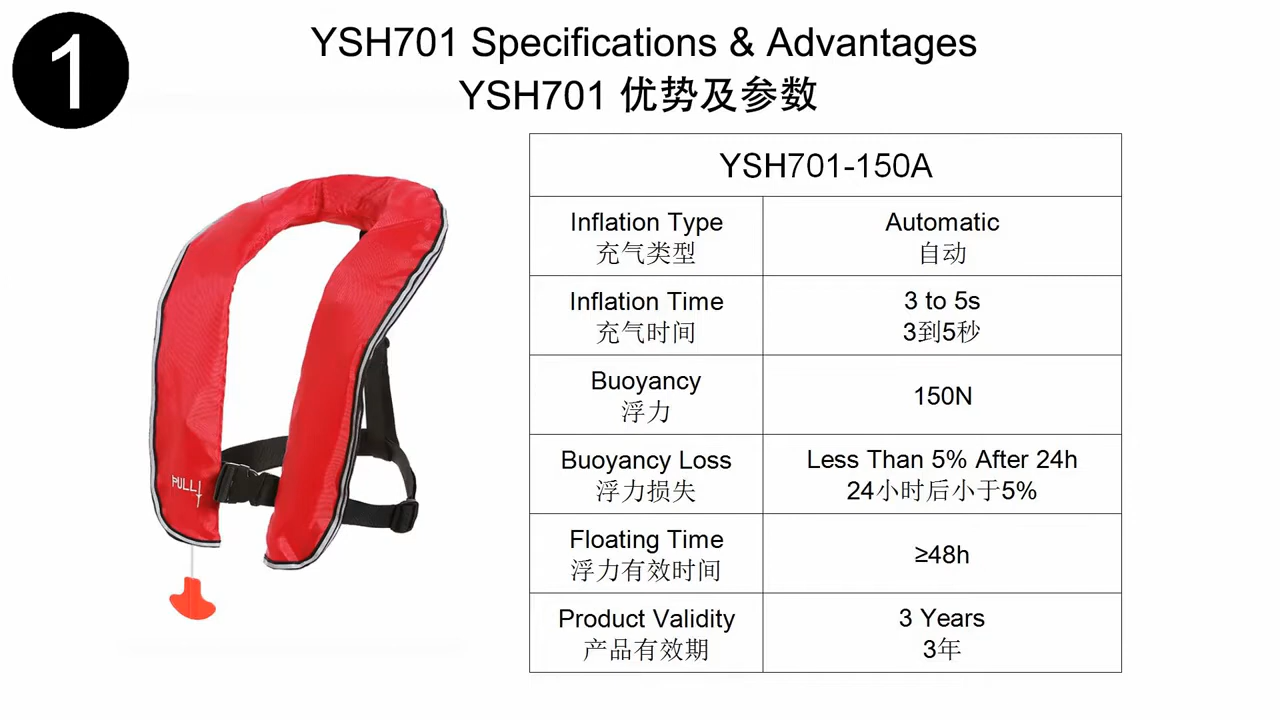 1
YSH701 Specifications & Advantages
YSH701 优势及参数
YSH701-150A
Inflation Type
充气类型
Automatic
自动
Inflation Time
充气时间
3 to 5s
3到5秒
Buoyancy
浮力
150N
Buoyancy Loss
浮力损失
Less Than 5% After 24h
24小时后小于5%
Floating Time
浮力有效时间
≥48h
Product Validity
产品有效期
3 Years
3年
PULL